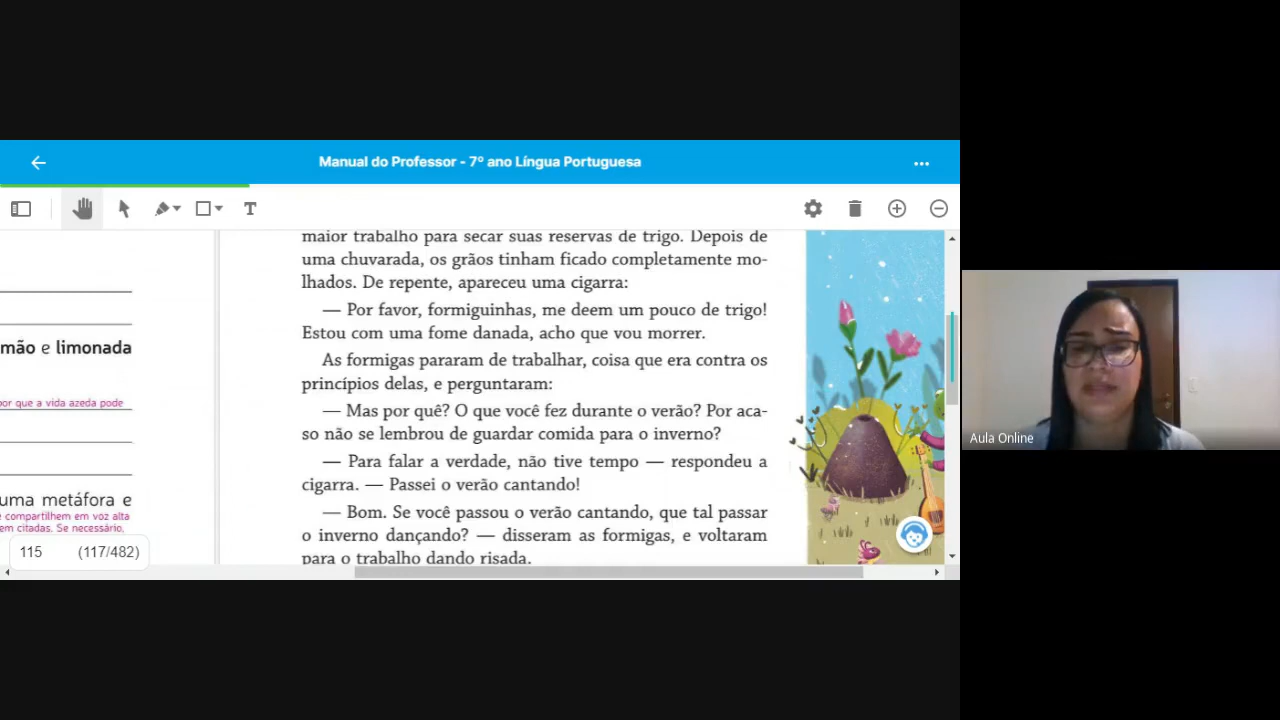 Manual do Professor - 7º ano Língua Portuguesa
T
mão e limonada
por que a vida azeda pode
uma metáfora e
compartilhem em voz alta
em citadas. Se necessário,
115 (117/482)
maior trabalho para secar suas reservas de trigo. Depois de
uma chuvarada, os grãos tinham ficado completamente mo-
lhados. De repente, apareceu uma cigarra:
— Por favor, formiguinhas, me deem um pouco de trigo!
Estou com uma fome danada, acho que vou morrer.
As formigas pararam de trabalhar, coisa que era contra os
princípios delas, e perguntaram:
— Mas por quê? O que você fez durante o verão? Por aca-
so não se lembrou de guardar comida para o inverno?
— Para falar a verdade, não tive tempo — respondeu a
cigarra. — Passei o verão cantando!
— Bom. Se você passou o verão cantando, que tal passar
o inverno dançando? — disseram as formigas, e voltaram
para o trabalho dando risada.
Aula Online